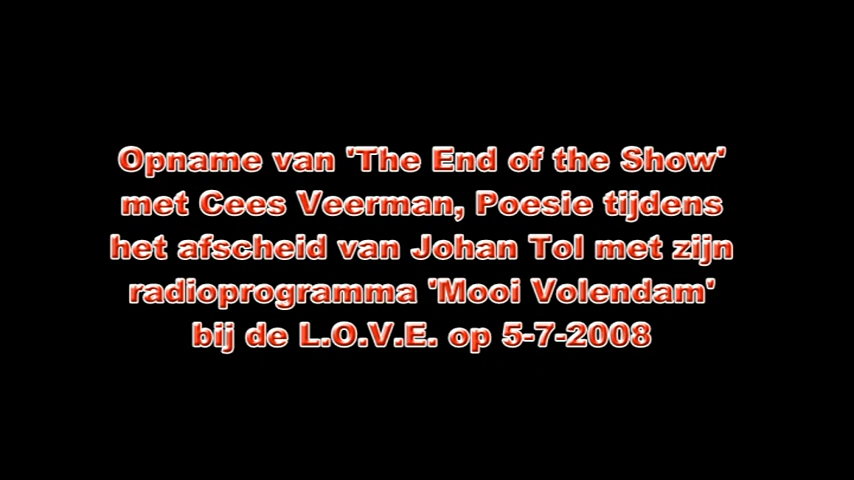 Opname van 'The End of the Show'
met Cees Veerman, Poesie tijdens
het afscheid van Johan Tol met zijn
radioprogramma 'Mooi Volendam'
bij de L.O.V.E. op 5-7-2008